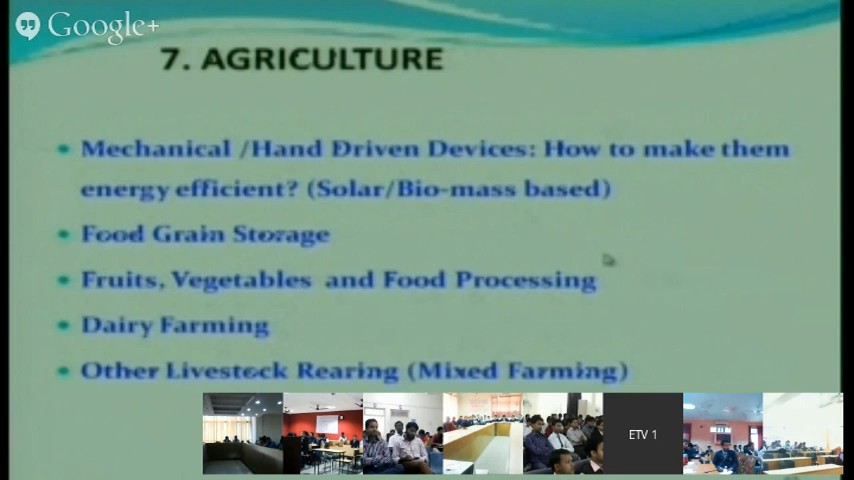 Google+
7. AGRICULTURE
• Mechanical /Hand Driven Devices: How to make them
energy efficient? (Solar/Bio-mass based)
• Food Grain Storage
• Fruits, Vegetables and Food Processing
• Dairy Farming
• Other Livestock Rearing (Mixed Farming)
ETV 1